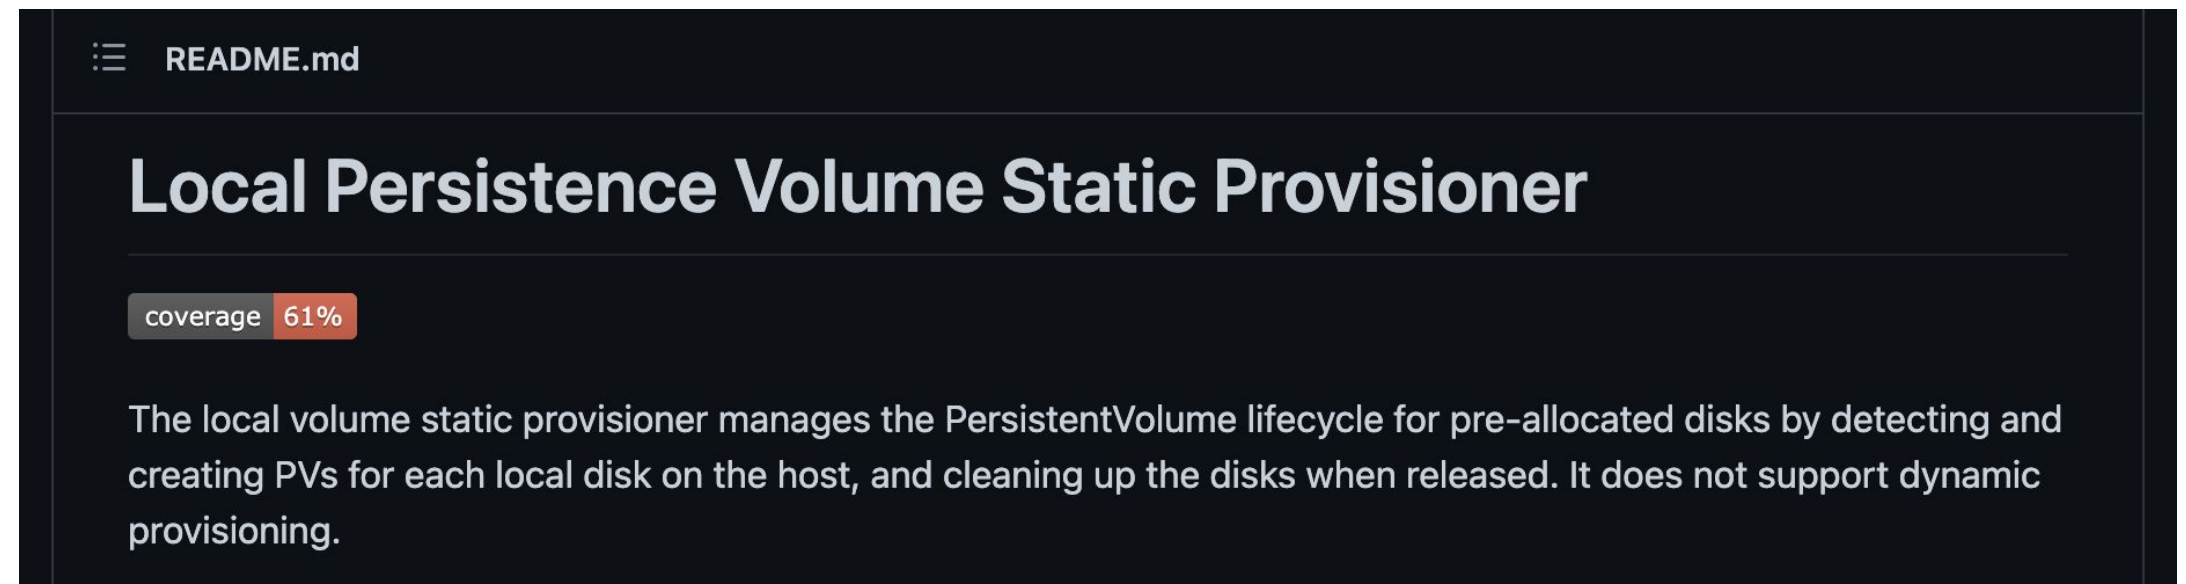 README.md
Local Persistence Volume Static Provisioner
coverage 61%
The local volume static provisioner manages the PersistentVolume lifecycle for pre-allocated disks by detecting and
creating PVs for each local disk on the host, and cleaning up the disks when released. It does not support dynamic
provisioning.